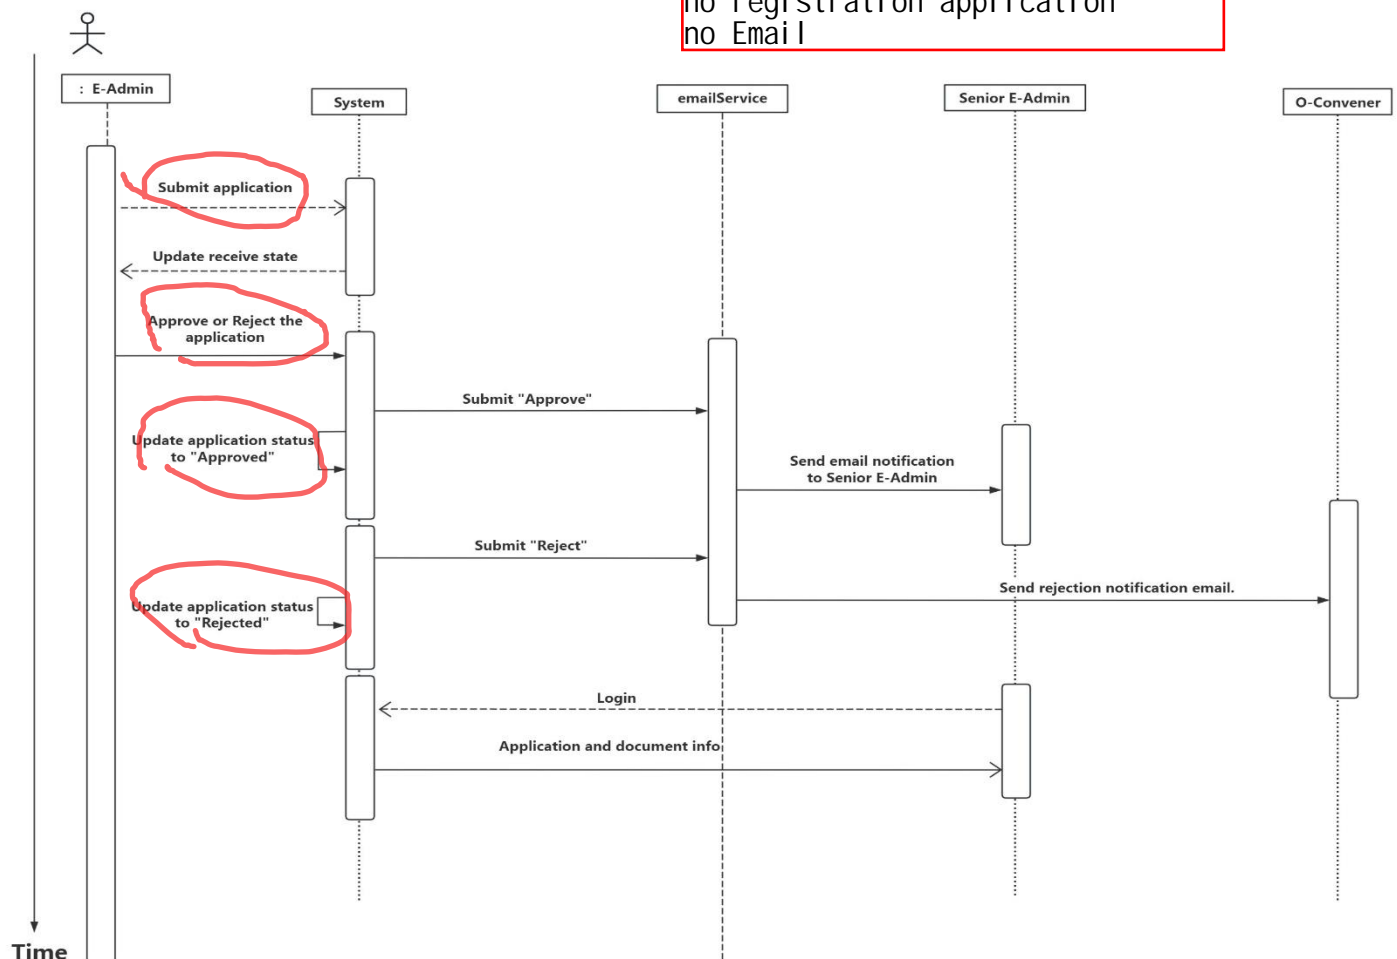 no registration application
no Email
: E-Admin
System
emailService
Senior E-Admin
O-Convener
Submit application
Update receive state
Approve or Reject the
application
Submit "Approve"
Update application status
to "Approved"
Send email notification
to Senior E-Admin
Submit "Reject"
Send rejection notification email.
Update application status
to "Rejected"
Login
Application and document info
Time